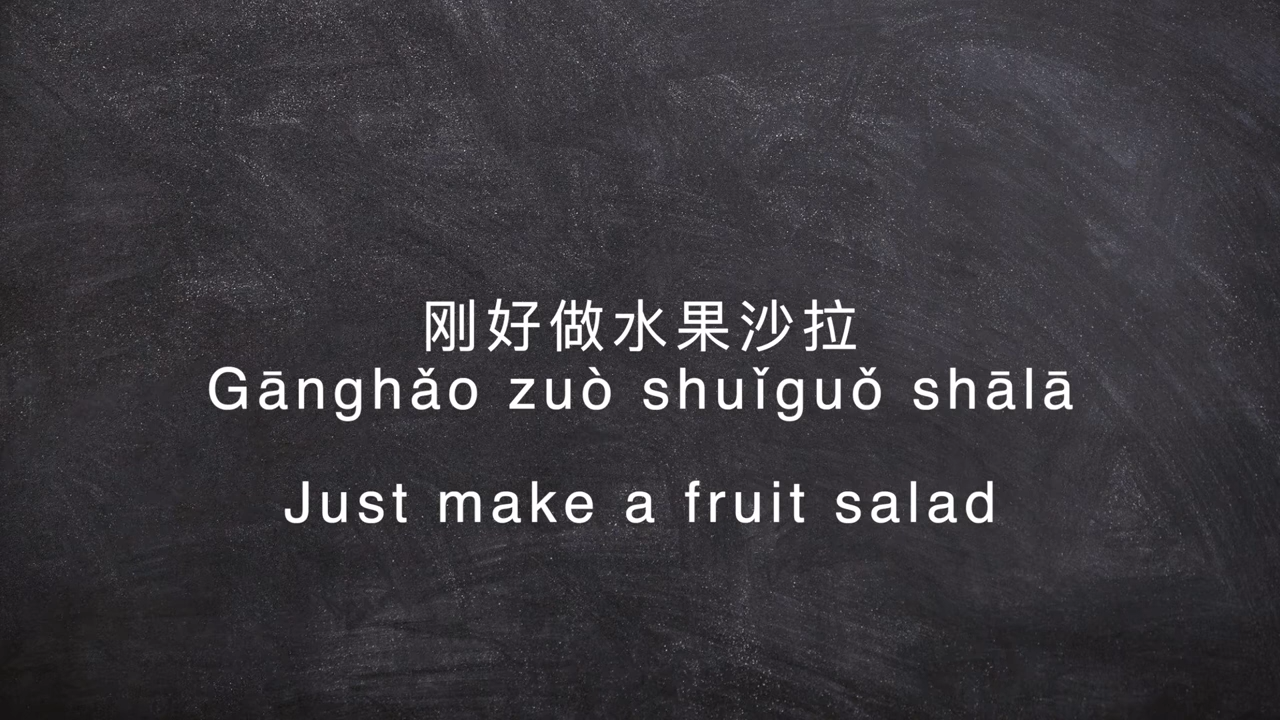 刚好做水果沙拉
Gānghǎo zuò shuǐguǒ shālā
Just make a fruit salad